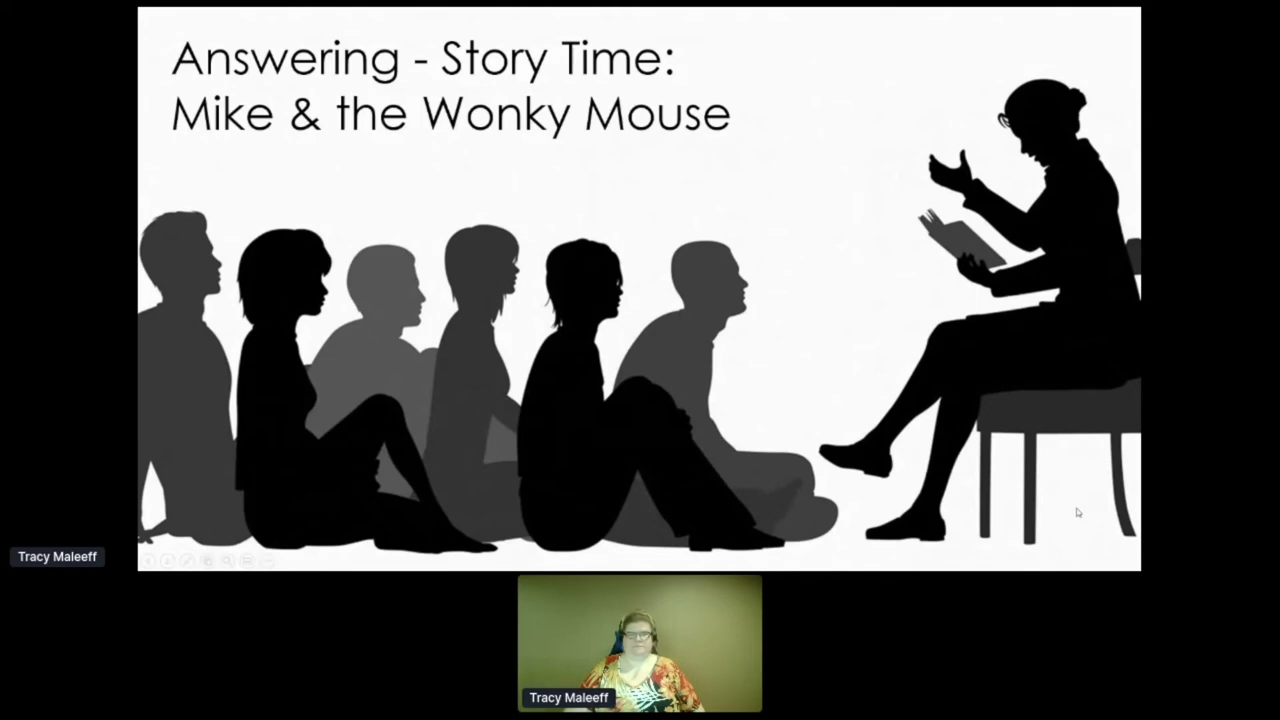 Answering - Story Time:
Mike & the Wonky Mouse
Tracy Maleeff
Tracy Maleeff